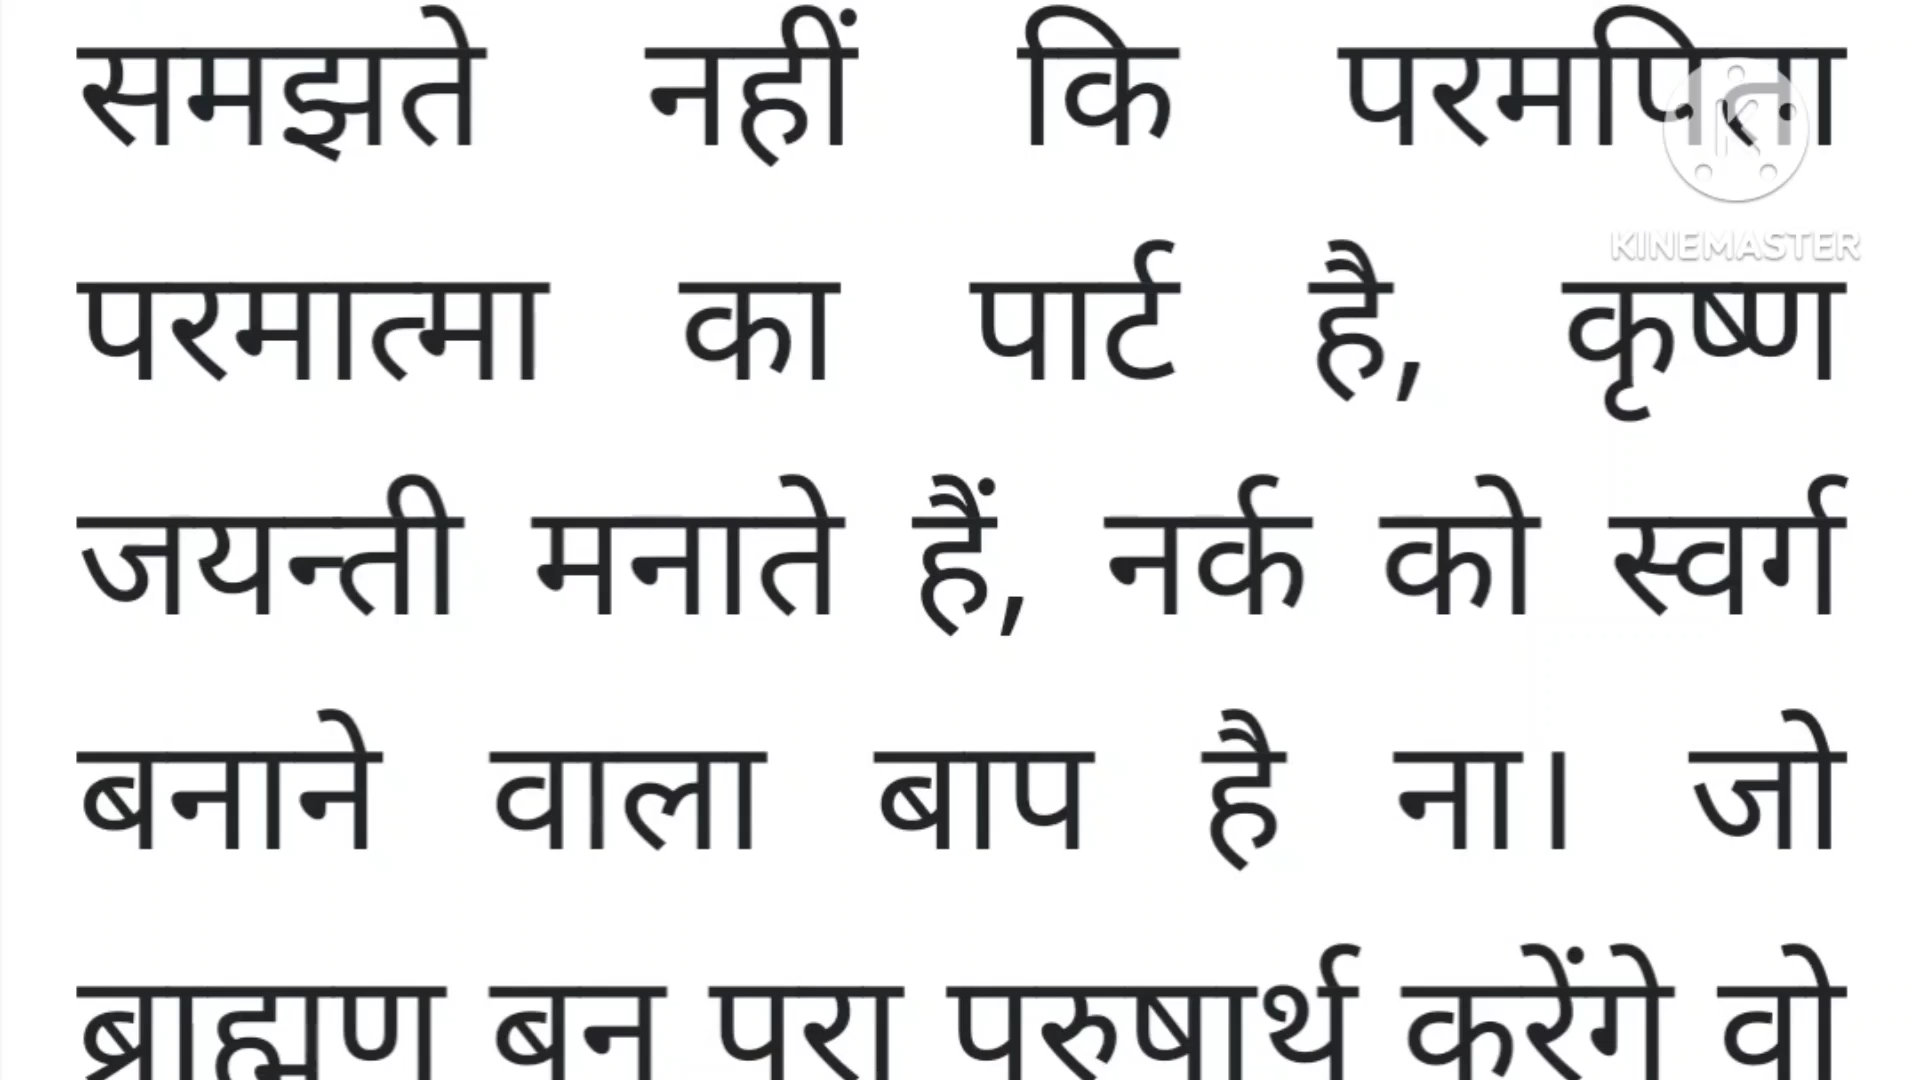 समझते नहीं कि परमपिता
KINEMASTER
परमात्मा का पार्ट है, कृष्ण
जयन्ती मनाते हैं, नर्क को स्वर्ग
बनाने वाला बाप है ना। जो
ब्राह्मण बन पूरा पुरुषार्थ करेंगे वो